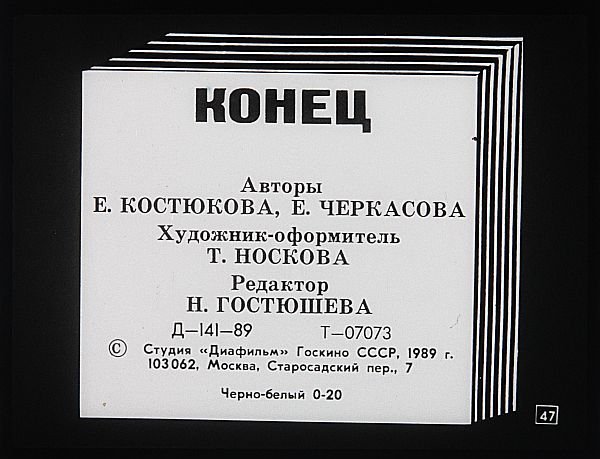 КОНЕЦ
Авторы
Е. КОСТЮКОВА, Е. ЧЕРКАСОВА
Художник-оформитель
Т. НОСКОВА
Редактор
Н. ГОСТЮШЕВА
Д—141—89 Т—07073
© Студия «Диафильм» Госкино СССР, 1989 г.
103062, Москва, Старосадский пер., 7
Черно-белый 0-20
47